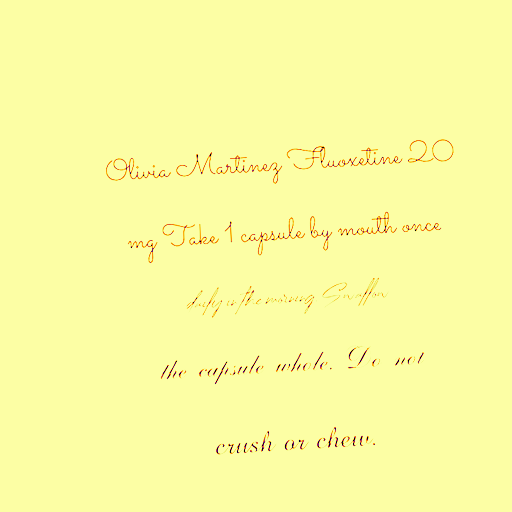 Olivia Martinez Fluoxetine 20
mg Take 1 capsule by mouth once
daily in the morning Swallow
the capsule whole. Do not
crush or chew.